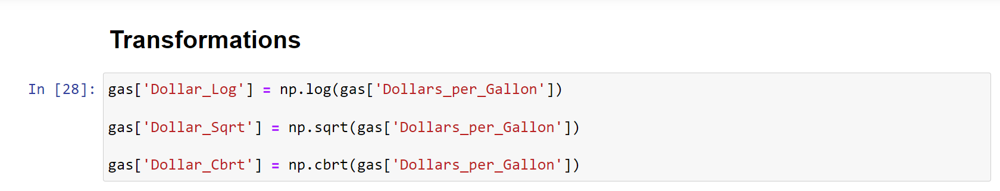 Transformations
In [28]: gas['Dollar_Log'] = np.log(gas['Dollars_per_Gallon'])
gas['Dollar_Sqrt'] = np.sqrt(gas['Dollars_per_Gallon'])
gas['Dollar_Cbrt'] = np.cbrt(gas['Dollars_per_Gallon'])